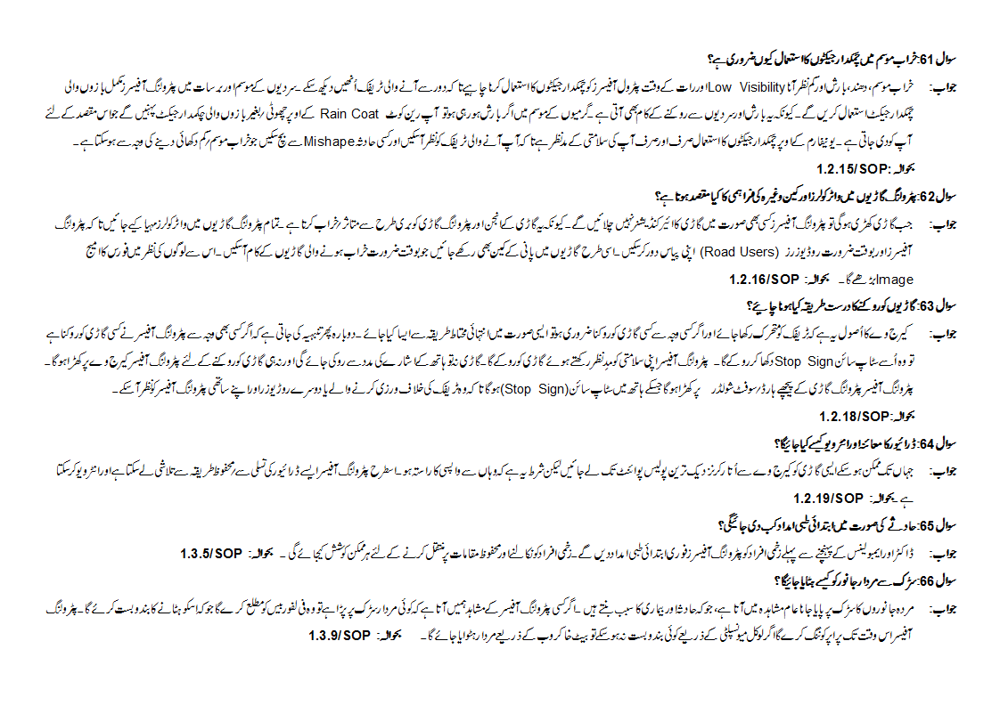 سوال 61: خراب موسم میں چمکدار جیکٹوں کا استعمال کیوں ضروری ہے؟
جواب: خراب موسم، دھند، بارش اور کم نظر آنا Low Visibility اور رات کے وقت پٹرول آفیسرز کو چمکدار جیکٹوں کا استعمال کرنا چاہیے تاکہ دور سے آنے والی ٹریفک اُنھیں دیکھ سکے۔ سردیوں کے موسم اور برسات میں پٹرولنگ آفیسرز مکمل بازوں والی
چمکدار جیکٹ استعمال کریں گے۔ کیونکہ یہ بارش اور سردیوں سے روکنے کے کام بھی آتی ہے۔ گرمیوں کے موسم میں اگر بارش ہو رہی ہو تو آپ رین کوٹ Rain Coat کے اوپر چھوٹی/بغیر بازوں والی چمکدار جیکٹ پہنیں گے جو اس مقصد کے لئے
آپ کو دی جاتی ہے۔ یونیفارم کے اوپر چمکدار جیکٹوں کا استعمال صرف اور صرف آپ کی سلامتی کے مدنظر ہے تاکہ آپ آنے والی ٹریفک کو نظر آ سکیں اور کسی حادثہ Mishape سے بچ سکیں جو خراب موسم/کم دکھائی دینے کی وجہ سے ہو سکتا ہے۔
بحوالہ: 1.2.15/SOP
سوال 62: پٹرولنگ گاڑیوں میں واٹر کولرز اور کین وغیرہ کی فراہمی کا کیا مقصد ہوتا ہے؟
جواب: جب گاڑی کھڑی ہوگی تو پٹرولنگ آفیسرز کسی بھی صورت میں گاڑی کا ائیر کنڈیشنر نہیں چلائیں گے۔ کیونکہ یہ گاڑی کے انجن اور پٹرولنگ گاڑی کو بری طرح سے متاثر/خراب کرتا ہے۔ تمام پٹرولنگ گاڑیوں میں واٹر کولرز مہیا کیے جائیں تاکہ پٹرولنگ
آفیسرز اور بوقت ضرورت روڈ یوزرز (Road Users) اپنی پیاس دور کر سکیں۔ اسی طرح گاڑیوں میں پانی کے کین بھی رکھے جائیں جو بوقت ضرورت خراب ہونے والی گاڑیوں کے کام آسکیں۔ اس سے لوگوں کی نظر میں فورس کا امیج
Image بڑھے گا۔ بحوالہ: 1.2.16/SOP
سوال 63: گاڑیوں کو روکنے کا درست طریقہ کیا ہونا چاہیے؟
جواب: کیرج وے کا اُصول یہ ہے کہ ٹریفک کو متحرک رکھا جائے اور اگر کسی وجہ سے کسی گاڑی کو روکنا ضروری ہو تو ایسی صورت میں انتہائی محتاط طریقہ سے ایسا کیا جائے۔ دوبارہ پھر تنبیہہ کی جاتی ہے کہ اگر کسی بھی وجہ سے پٹرولنگ آفیسر نے کسی گاڑی کو روکنا ہے
تو وہ اُسے سٹاپ سائن Stop Sign دکھا کر روکے گا۔ پٹرولنگ آفیسر اپنی سلامتی کو مدنظر رکھتے ہوئے گاڑی کو روکے گا۔ گاڑی نہ تو ہاتھ کے اشارے کی مدد سے روکی جائے گی اور نہ ہی گاڑی کو روکنے کے لئے پٹرولنگ آفیسر کیرج وے پر کھڑا ہوگا۔
پٹرولنگ آفیسر پٹرولنگ گاڑی کے پیچھے ہارڈ/سوفٹ شولڈر پر کھڑا ہوگا جسکے ہاتھ میں سٹاپ سائن (Stop Sign) ہوگا تاکہ وہ ٹریفک کی خلاف ورزی کرنے والے یا دوسرے روڈ یوزر اور اپنے ساتھی پٹرولنگ آفیسر کو نظر آسکے۔
بحوالہ: 1.2.18/SOP
سوال 64: ڈرائیور کا معائنہ اور انٹرویو کیسے کیا جائیگا؟
جواب: جہاں تک ممکن ہو سکے ایسی گاڑی کو کیرج وے سے اُتار کر نزدیک ترین پولیس پوائنٹ تک لے جائیں لیکن شرط یہ ہے کہ وہاں سے واپسی کا راستہ ہو۔ اسطرح پٹرولنگ آفیسر ایسے ڈرائیور کی تسلی سے/محفوظ طریقہ سے تلاشی لے سکتا ہے اور انٹرویو کر سکتا
ہے۔ بحوالہ: 1.2.19/SOP
سوال 65: حادثے کی صورت میں ابتدائی طبی امداد کب دی جائیگی؟
جواب: ڈاکٹر اور ایمبولینس کے پہنچنے سے پہلے زخمی افراد کو پٹرولنگ آفیسرز فوری ابتدائی طبی امداد دیں گے۔ زخمی افراد کو نکالنے اور محفوظ مقامات پر منتقل کرنے کے لئے ہر ممکن کوشش کیجائے گی۔ بحوالہ: 1.3.5/SOP
سوال 66: سڑک سے مردار جانور کو کیسے ہٹایا جائیگا؟
جواب: مردہ جانوروں کا سڑک پر پایا جانا عام مشاہدہ میں آتا ہے، جو کہ حادثہ اور بیماری کا سبب بنتے ہیں۔ اگر کسی پٹرولنگ آفیسر کے مشاہدہ میں آتا ہے کہ کوئی مردار سڑک پر پڑا ہے تو وہ فی لفور بیس کو مطلع کرے گا جو کہ اسکو ہٹانے کا بندوبست کرائے گا۔ پٹرولنگ
آفیسر اس وقت تک پراپر کوننگ کرے گا اگر لوکل میونسپلٹی کے ذریعے کوئی بندوبست نہ ہو سکے تو بیٹ خاکروب کے ذریعے مردار ہٹوایا جائے گا۔ بحوالہ: 1.3.9/SOP